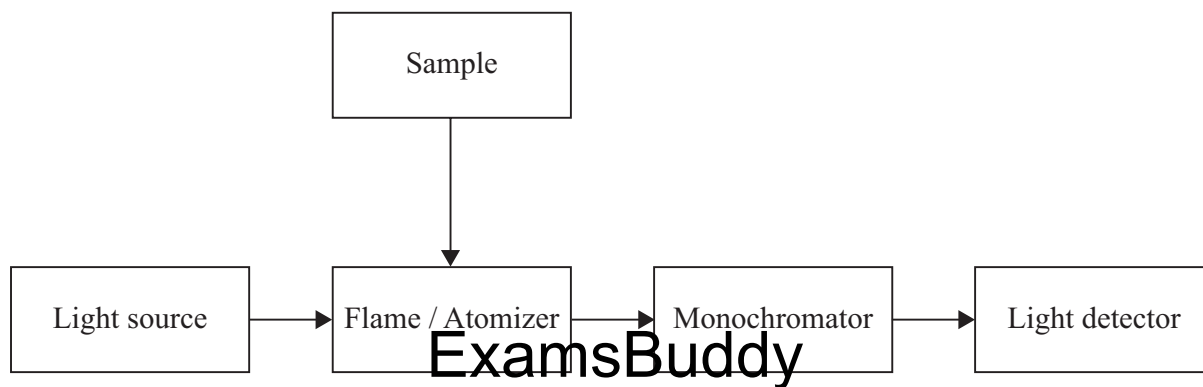 Sample
Light source
Flame / Atomizer
Monochromator
Light detector
ExamsBuddy